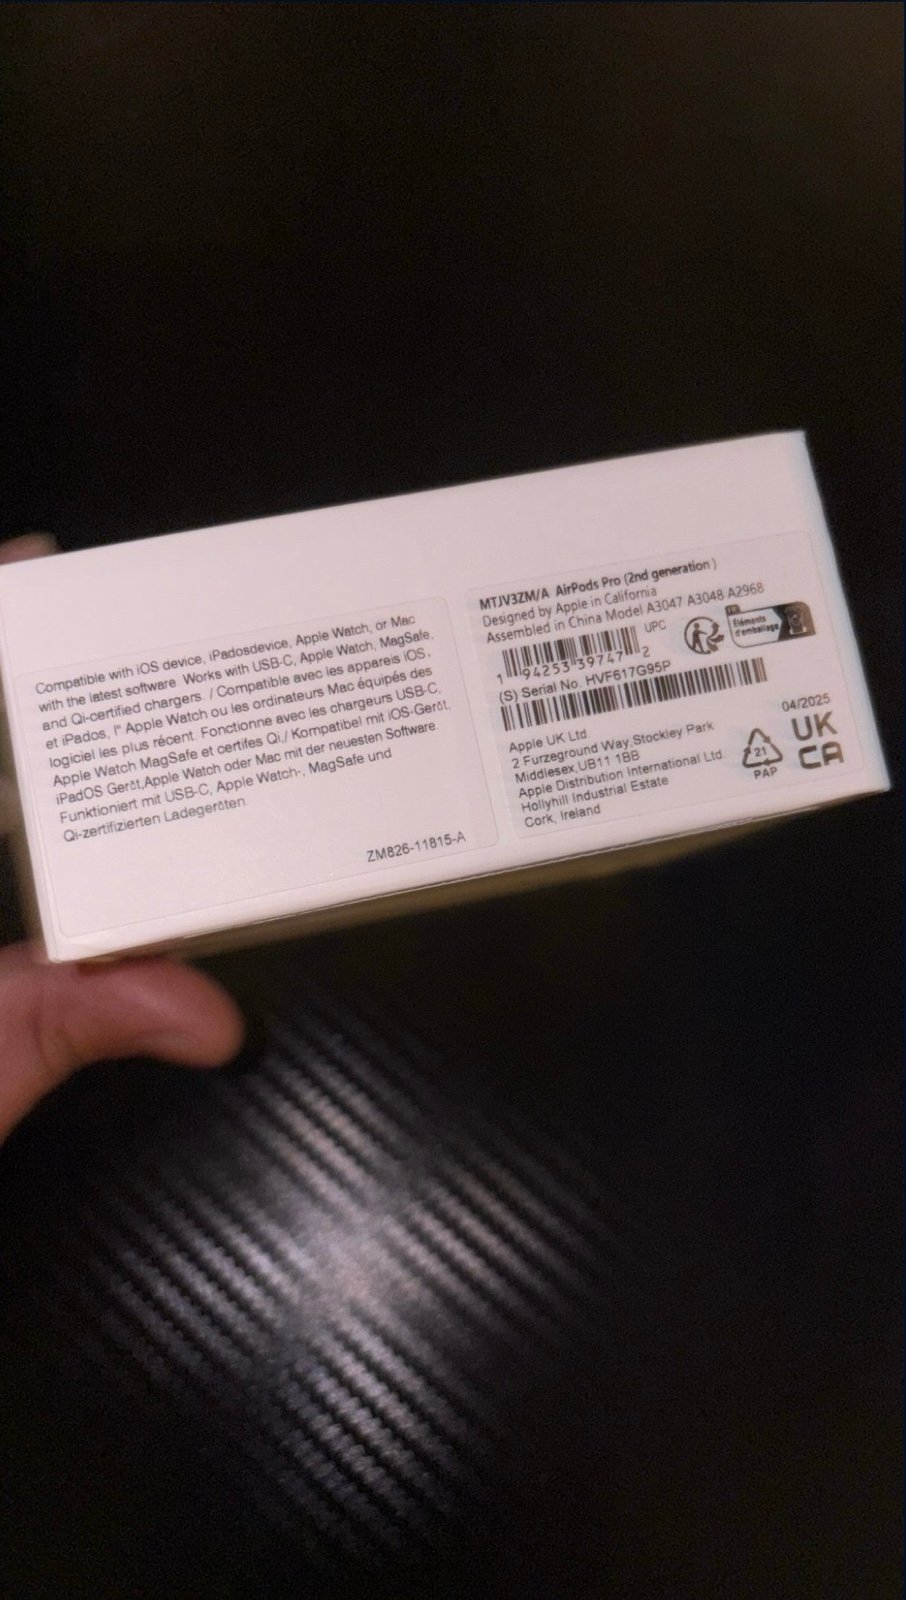 Compatible with iOS device, iPadosdevice, Apple Watch, or Mac
with the latest software. Works with USB-C, Apple Watch, MagSafe,
and Qi-certified chargers. / Compatible avec les appareils iOS,
et iPados, l" Apple Watch ou les ordinateurs Mac équipés des
logiciel les plus récent. Fonctionne avec les chargeurs USB-C,
Apple Watch MagSafe et certifes Qi./ Kompatibel mit iOS-Geröt,
iPadOS Geröt,Apple Watch oder Mac mit der neuesten Software.
Funktioniert mit USB-C, Apple Watch-, MagSafe und
Qi-zertifizierten Ladegeröten.
ZM826-11815-A
MTJV3ZM/A AirPods Pro (2nd generation)
Designed by Apple in California
Assembled in China Model A3047 A3048 A2968
UPC
1 94253 39747 2
FR
Éléments
d'emballage
(S) Serial No. HVF617G95P
Apple UK Ltd
2 Furzeground Way,Stockley Park
Middlesex,UB11 1BB
Apple Distribution International Ltd.
Hollyhill Industrial Estate
Cork, Ireland
21
PAP
04/2025
UK
CA